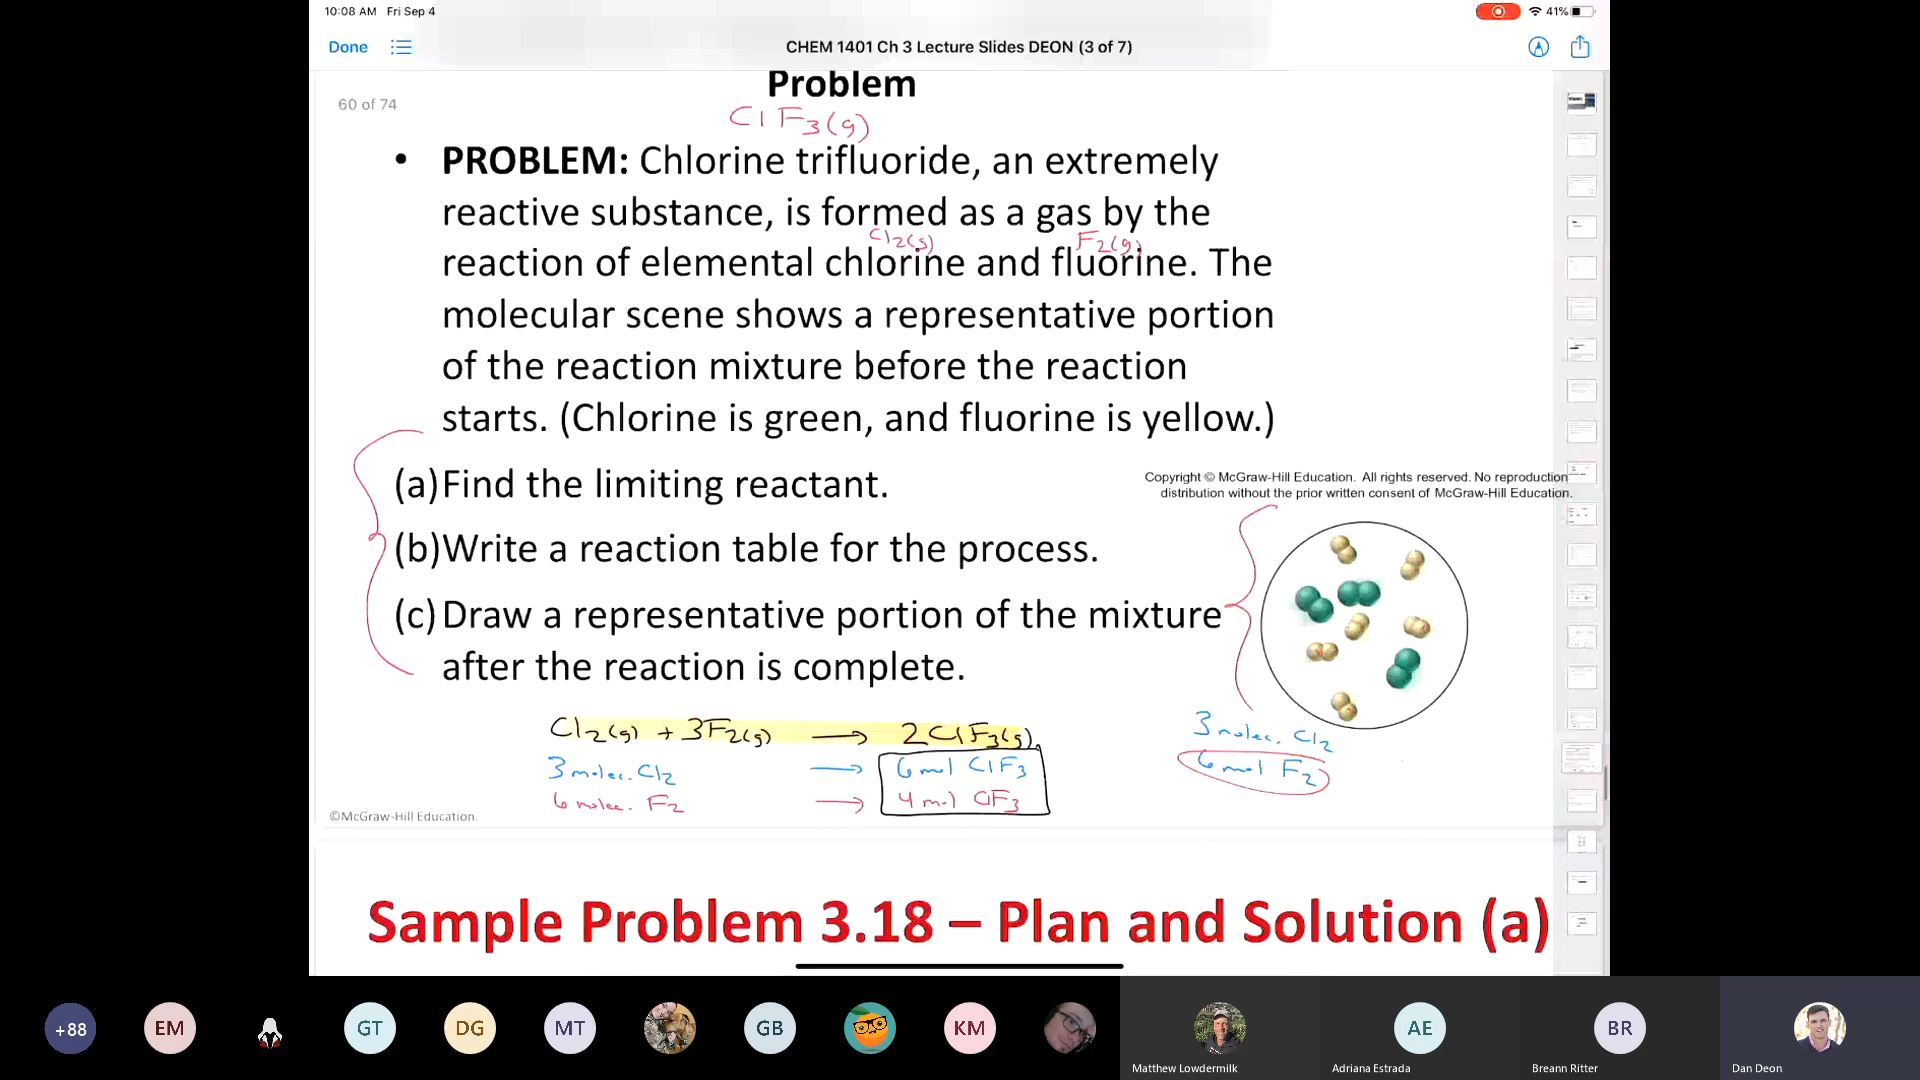 10:08 AM Fri Sep 4
41%
Done
CHEM 1401 Ch 3 Lecture Slides DEON (3 of 7)
Problem
60 of 74
ClF3(g)
• PROBLEM: Chlorine trifluoride, an extremely
reactive substance, is formed as a gas by the
Cl2(g) F2(g)
reaction of elemental chlorine and fluorine. The
molecular scene shows a representative portion
of the reaction mixture before the reaction
starts. (Chlorine is green, and fluorine is yellow.)
(a) Find the limiting reactant.
Copyright © McGraw-Hill Education. All rights reserved. No reproduction
distribution without the prior written consent of McGraw-Hill Education.
(b) Write a reaction table for the process.
(c) Draw a representative portion of the mixture
after the reaction is complete.
Cl2(g) + 3F2(g) → 2ClF3(g)
3 molec. Cl2 → 6 mol ClF3
6 molec. F2 → 4 mol ClF3
3 molec. Cl2
6 mol F2
©McGraw-Hill Education.
Sample Problem 3.18 – Plan and Solution (a)
+88
EM
GT
DG
MT
GB
KM
AE
BR
Matthew Lowdermilk
Adriana Estrada
Breann Ritter
Dan Deon